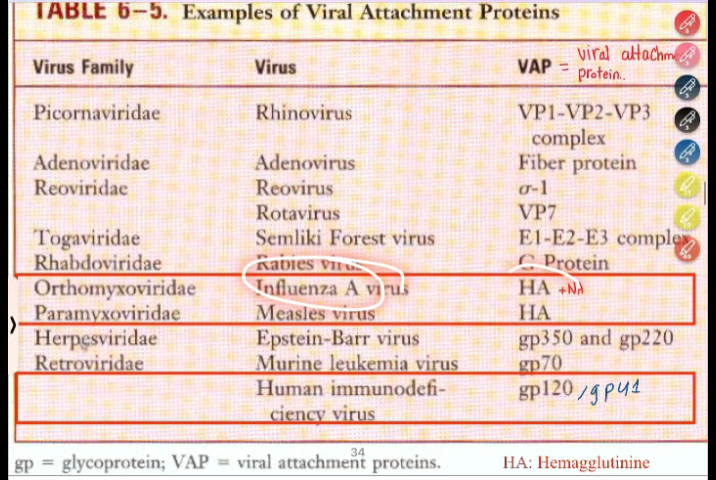 TABLE 6–5. Examples of Viral Attachment Proteins
Virus Family Virus VAP = viral attachm
protein..
Picornaviridae Rhinovirus VP1-VP2-VP3
complex
Adenoviridae Adenovirus Fiber protein
Reoviridae Reovirus σ-1
Rotavirus VP7
Togaviridae Semliki Forest virus E1-E2-E3 complex
Rhabdoviridae Rabies virus G Protein
Orthomyxoviridae Influenza A virus HA +NA
Paramyxoviridae Measles virus HA
Herpesviridae Epstein-Barr virus gp350 and gp220
Retroviridae Murine leukemia virus gp70
Human immunodefi- gp120 /gp41
ciency virus
34
gp = glycoprotein; VAP = viral attachment proteins. HA: Hemagglutinine